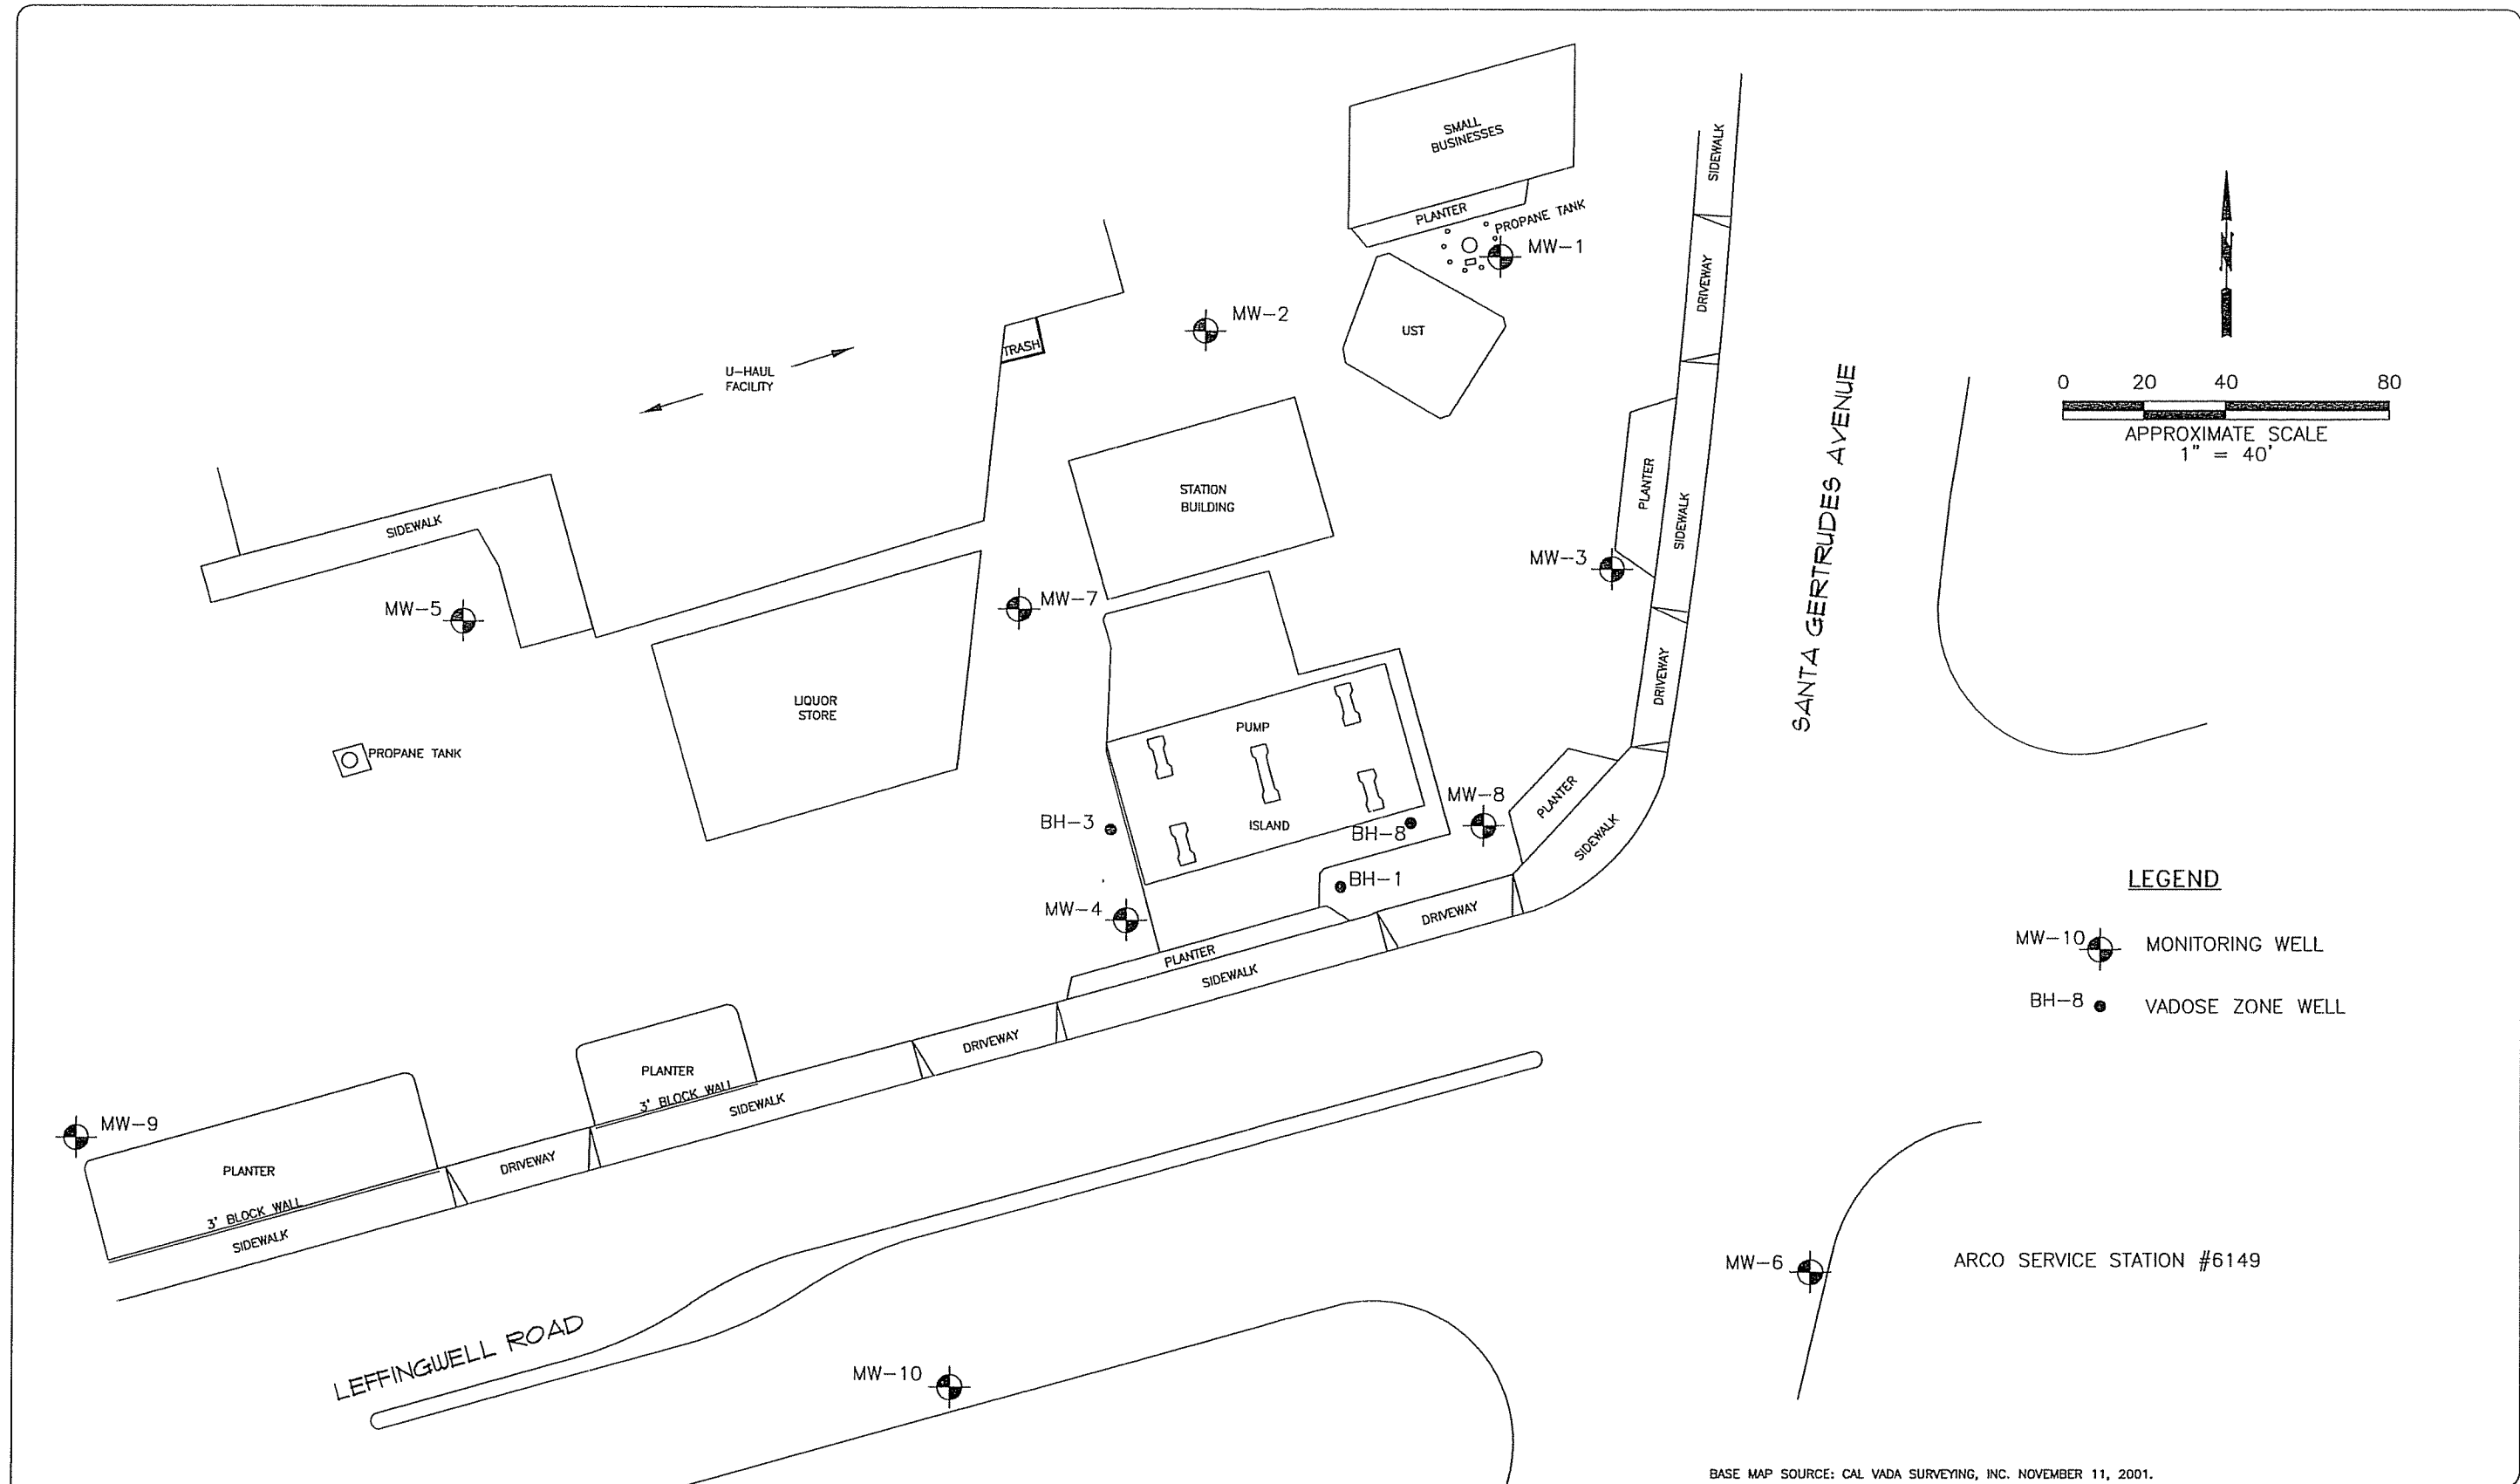 SMALL
BUSINESSES
SIDEWALK
PLANTER
PROPANE TANK
MW-1
DRIVEWAY
N
MW-2
UST
TRASH
U-HAUL
FACILITY
0 20 40 80
APPROXIMATE SCALE
1" = 40'
SANTA GERTRUDES AVENUE
STATION
BUILDING
PLANTER
SIDEWALK
SIDEWALK
MW-3
MW-5
MW-7
DRIVEWAY
LIQUOR
STORE
PUMP
ISLAND
PROPANE TANK
MW-8
PLANTER
SIDEWALK
BH-3
BH-8
BH-1
MW-4
DRIVEWAY
PLANTER
SIDEWALK
LEGEND
MW-10 MONITORING WELL
BH-8 VADOSE ZONE WELL
DRIVEWAY
PLANTER
3' BLOCK WALL
SIDEWALK
MW-9
PLANTER
DRIVEWAY
3' BLOCK WALL
SIDEWALK
MW-6
ARCO SERVICE STATION #6149
LEFFINGWELL ROAD
MW-10
BASE MAP SOURCE: CAL VADA SURVEYING, INC. NOVEMBER 11, 2001.